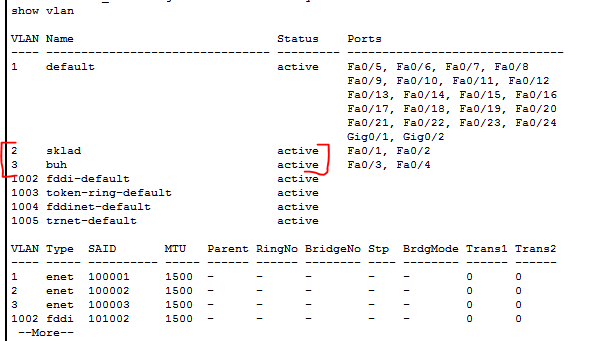 show vlan
VLAN Name                             Status    Ports
---- -------------------------------- --------- -------------------------------
1    default                          active    Fa0/5, Fa0/6, Fa0/7, Fa0/8
                                                Fa0/9, Fa0/10, Fa0/11, Fa0/12
                                                Fa0/13, Fa0/14, Fa0/15, Fa0/16
                                                Fa0/17, Fa0/18, Fa0/19, Fa0/20
                                                Fa0/21, Fa0/22, Fa0/23, Fa0/24
                                                Gig0/1, Gig0/2
2    sklad                            active    Fa0/1, Fa0/2
3    buh                              active    Fa0/3, Fa0/4
1002 fddi-default                     active
1003 token-ring-default               active
1004 fddinet-default                  active
1005 trnet-default                    active
VLAN Type  SAID       MTU   Parent RingNo BridgeNo Stp  BrdgMode Trans1 Trans2
---- ----- ---------- ----- ------ ------ -------- ---- -------- ------ ------
1    enet  100001     1500  -      -      -        -    -        0      0
2    enet  100002     1500  -      -      -        -    -        0      0
3    enet  100003     1500  -      -      -        -    -        0      0
1002 fddi  101002     1500  -      -      -        -    -        0      0
--More--